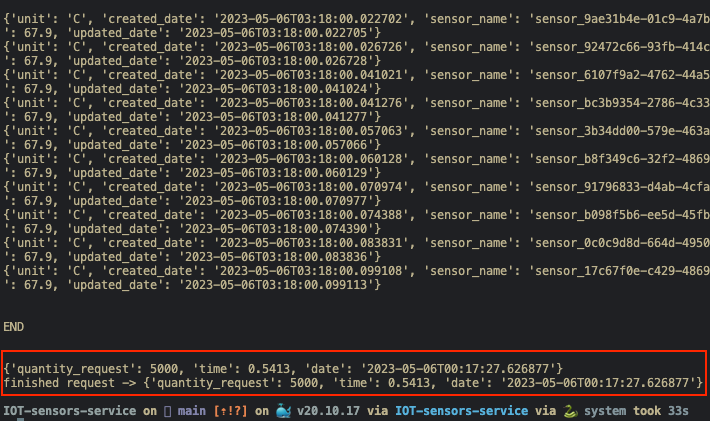 {'unit': 'C', 'created_date': '2023-05-06T03:18:00.022702', 'sensor_name': 'sensor_9ae31b4e-01c9-4a7b
': 67.9, 'updated_date': '2023-05-06T03:18:00.022705'}
{'unit': 'C', 'created_date': '2023-05-06T03:18:00.026726', 'sensor_name': 'sensor_92472c66-93fb-414c
': 67.9, 'updated_date': '2023-05-06T03:18:00.026728'}
{'unit': 'C', 'created_date': '2023-05-06T03:18:00.041021', 'sensor_name': 'sensor_6107f9a2-4762-44a5
': 67.9, 'updated_date': '2023-05-06T03:18:00.041024'}
{'unit': 'C', 'created_date': '2023-05-06T03:18:00.041276', 'sensor_name': 'sensor_bc3b9354-2786-4c33
': 67.9, 'updated_date': '2023-05-06T03:18:00.041277'}
{'unit': 'C', 'created_date': '2023-05-06T03:18:00.057063', 'sensor_name': 'sensor_3b34dd00-579e-463a
': 67.9, 'updated_date': '2023-05-06T03:18:00.057066'}
{'unit': 'C', 'created_date': '2023-05-06T03:18:00.060128', 'sensor_name': 'sensor_b8f349c6-32f2-4869
': 67.9, 'updated_date': '2023-05-06T03:18:00.060129'}
{'unit': 'C', 'created_date': '2023-05-06T03:18:00.070974', 'sensor_name': 'sensor_91796833-d4ab-4cfa
': 67.9, 'updated_date': '2023-05-06T03:18:00.070977'}
{'unit': 'C', 'created_date': '2023-05-06T03:18:00.074388', 'sensor_name': 'sensor_b098f5b6-ee5d-45fb
': 67.9, 'updated_date': '2023-05-06T03:18:00.074390'}
{'unit': 'C', 'created_date': '2023-05-06T03:18:00.083831', 'sensor_name': 'sensor_0c0c9d8d-664d-4950
': 67.9, 'updated_date': '2023-05-06T03:18:00.083836'}
{'unit': 'C', 'created_date': '2023-05-06T03:18:00.099108', 'sensor_name': 'sensor_17c67f0e-c429-4869
': 67.9, 'updated_date': '2023-05-06T03:18:00.099113'}
END
{'quantity_request': 5000, 'time': 0.5413, 'date': '2023-05-06T00:17:27.626877'}
finished request -> {'quantity_request': 5000, 'time': 0.5413, 'date': '2023-05-06T00:17:27.626877'}
IOT-sensors-service on main [⇡!?] on 🐳 v20.10.17 via IOT-sensors-service via 🐍 system took 33s